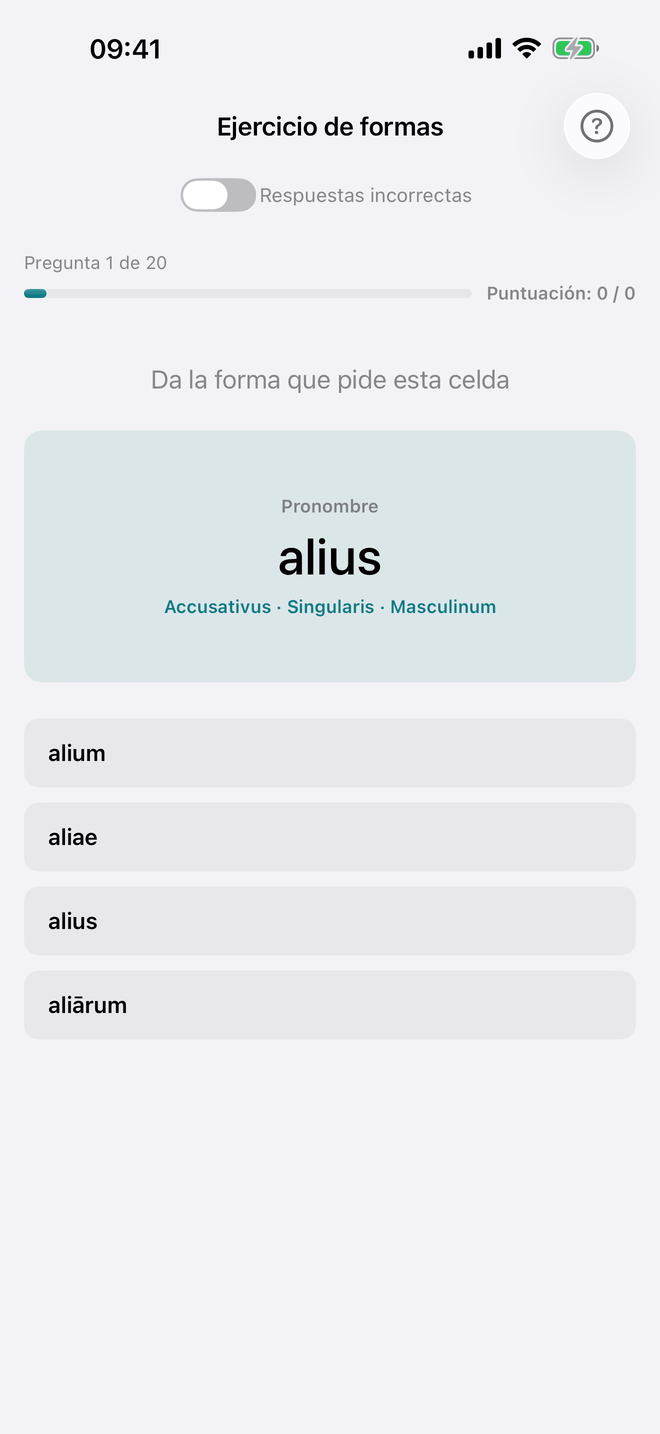 09:41
Ejercicio de formas
Respuestas incorrectas
Pregunta 1 de 20
Puntuación: 0 / 0
Da la forma que pide esta celda
Pronombre
alius
Accusativus · Singularis · Masculinum
alium
aliae
alius
aliārum